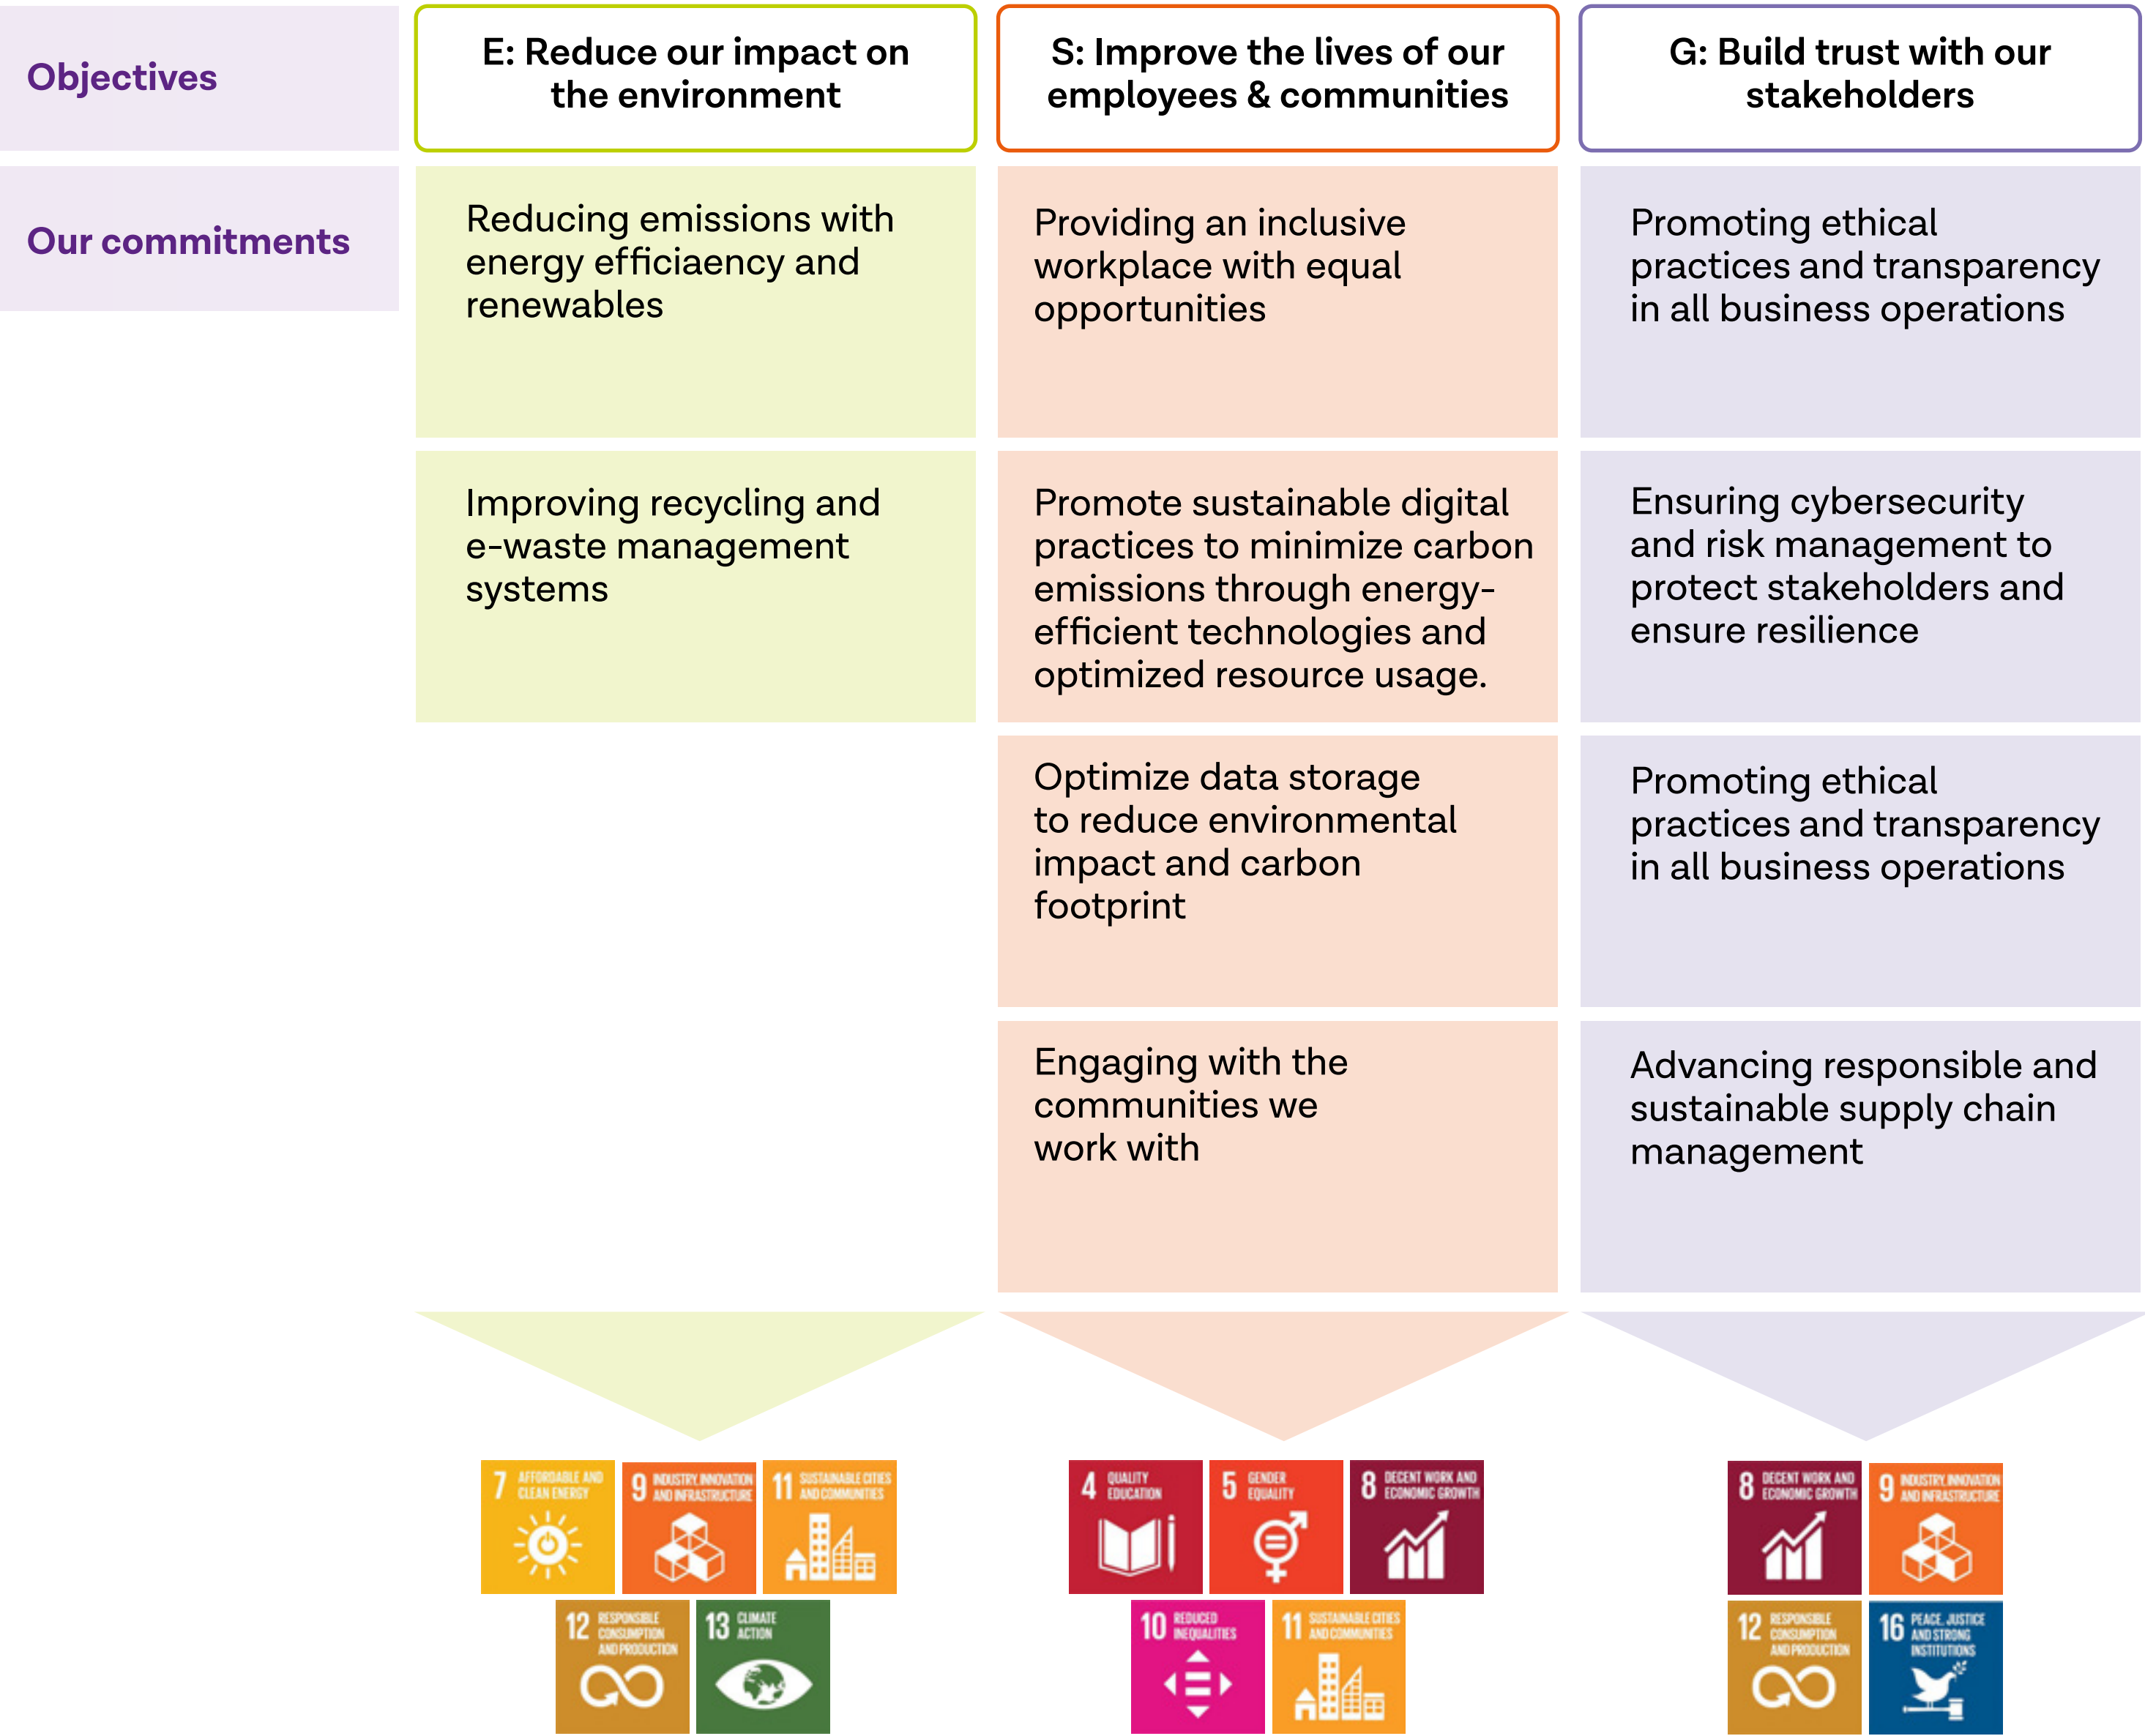 Objectives
E: Reduce our impact on
the environment
S: Improve the lives of our
employees & communities
G: Build trust with our
stakeholders
Our commitments
Reducing emissions with
energy efficiaency and
renewables
Providing an inclusive
workplace with equal
opportunities
Promoting ethical
practices and transparency
in all business operations
Improving recycling and
e-waste management
systems
Promote sustainable digital
practices to minimize carbon
emissions through energy-
efficient technologies and
optimized resource usage.
Ensuring cybersecurity
and risk management to
protect stakeholders and
ensure resilience
Optimize data storage
to reduce environmental
impact and carbon
footprint
Promoting ethical
practices and transparency
in all business operations
Engaging with the
communities we
work with
Advancing responsible and
sustainable supply chain
management
7 AFFORDABLE AND
CLEAN ENERGY
9 INDUSTRY, INNOVATION
AND INFRASTRUCTURE
11 SUSTAINABLE CITIES
AND COMMUNITIES
12 RESPONSIBLE
CONSUMPTION
AND PRODUCTION
13 CLIMATE
ACTION
4 QUALITY
EDUCATION
5 GENDER
EQUALITY
8 DECENT WORK AND
ECONOMIC GROWTH
10 REDUCED
INEQUALITIES
11 SUSTAINABLE CITIES
AND COMMUNITIES
8 DECENT WORK AND
ECONOMIC GROWTH
9 INDUSTRY, INNOVATION
AND INFRASTRUCTURE
12 RESPONSIBLE
CONSUMPTION
AND PRODUCTION
16 PEACE, JUSTICE
AND STRONG
INSTITUTIONS